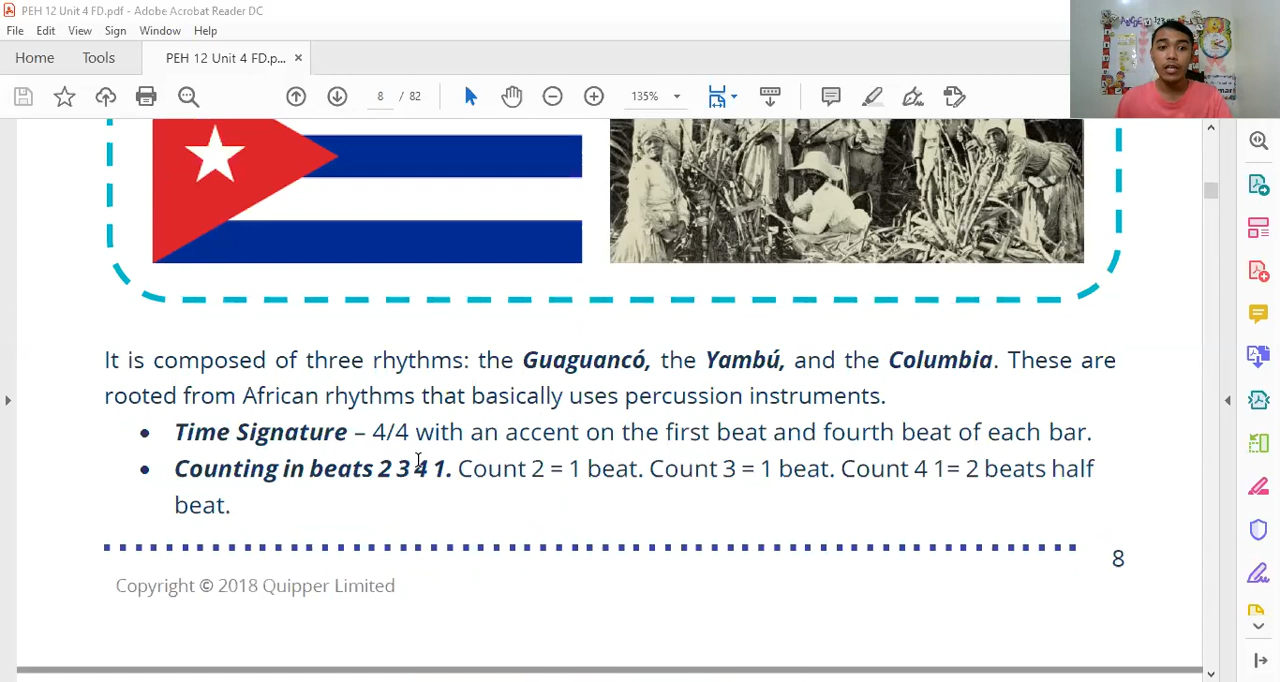 PEH 12 Unit 4 FD.pdf - Adobe Acrobat Reader DC
File Edit View Sign Window Help
Home Tools PEH 12 Unit 4 FD.p... ×
8 / 82 135%
It is composed of three rhythms: the Guaguancó, the Yambú, and the Columbia. These are
rooted from African rhythms that basically uses percussion instruments.
• Time Signature – 4/4 with an accent on the first beat and fourth beat of each bar.
• Counting in beats 2 3 4 1. Count 2 = 1 beat. Count 3 = 1 beat. Count 4 1= 2 beats half
beat.
8
Copyright © 2018 Quipper Limited